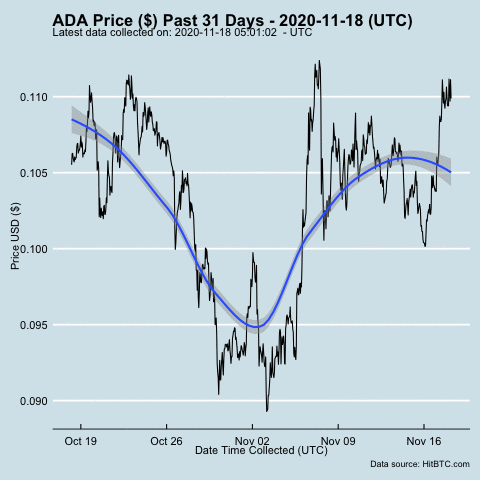 ADA Price ($) Past 31 Days - 2020-11-18 (UTC)
Latest data collected on: 2020-11-18 05:01:02 - UTC
Price USD ($)
0.110
0.105
0.100
0.095
0.090
Oct 19 Oct 26 Nov 02 Nov 09 Nov 16
Date Time Collected (UTC)
Data source: HitBTC.com